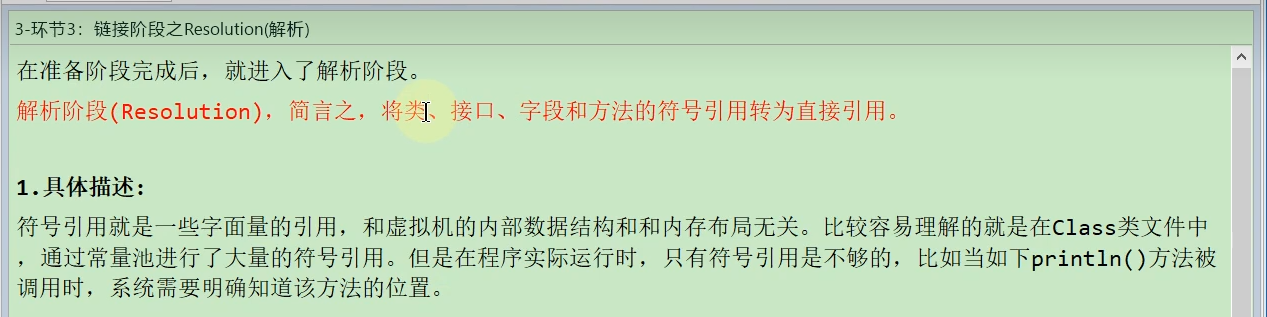 3-环节3：链接阶段之Resolution(解析)
在准备阶段完成后，就进入了解析阶段。
解析阶段(Resolution)，简言之，将类、接口、字段和方法的符号引用转为直接引用。
1.具体描述：
符号引用就是一些字面量的引用，和虚拟机的内部数据结构和和内存布局无关。比较容易理解的就是在Class类文件中
，通过常量池进行了大量的符号引用。但是在程序实际运行时，只有符号引用是不够的，比如当如下println()方法被
调用时，系统需要明确知道该方法的位置。